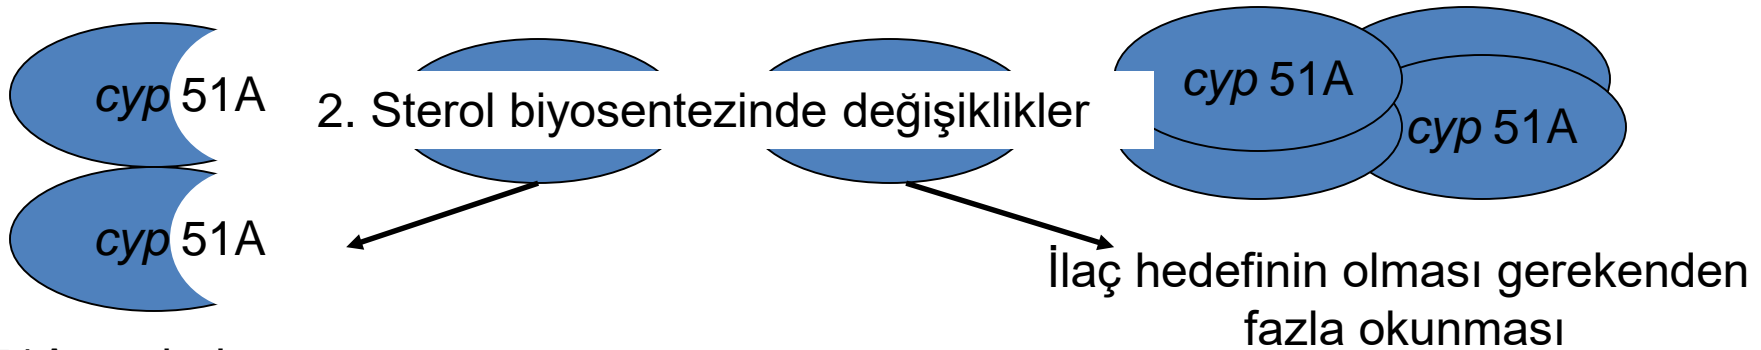 cyp 51A
cyp 51A
2. Sterol biyosentezinde değişiklikler
cyp 51A
cyp 51A
İlaç hedefinin olması gerekenden
fazla okunması